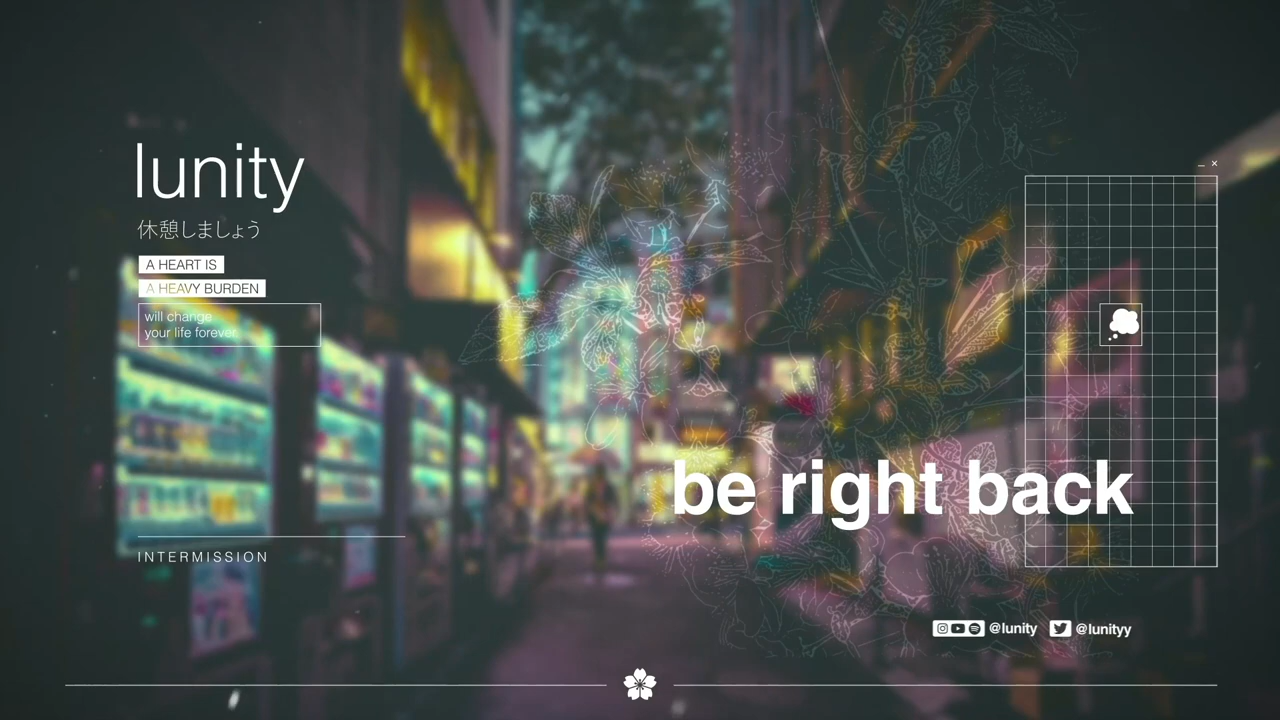 lunity
休憩しましょう
A HEART IS
A HEAVY BURDEN
will change
your life forever
be right back
INTERMISSION
@lunity @lunityy